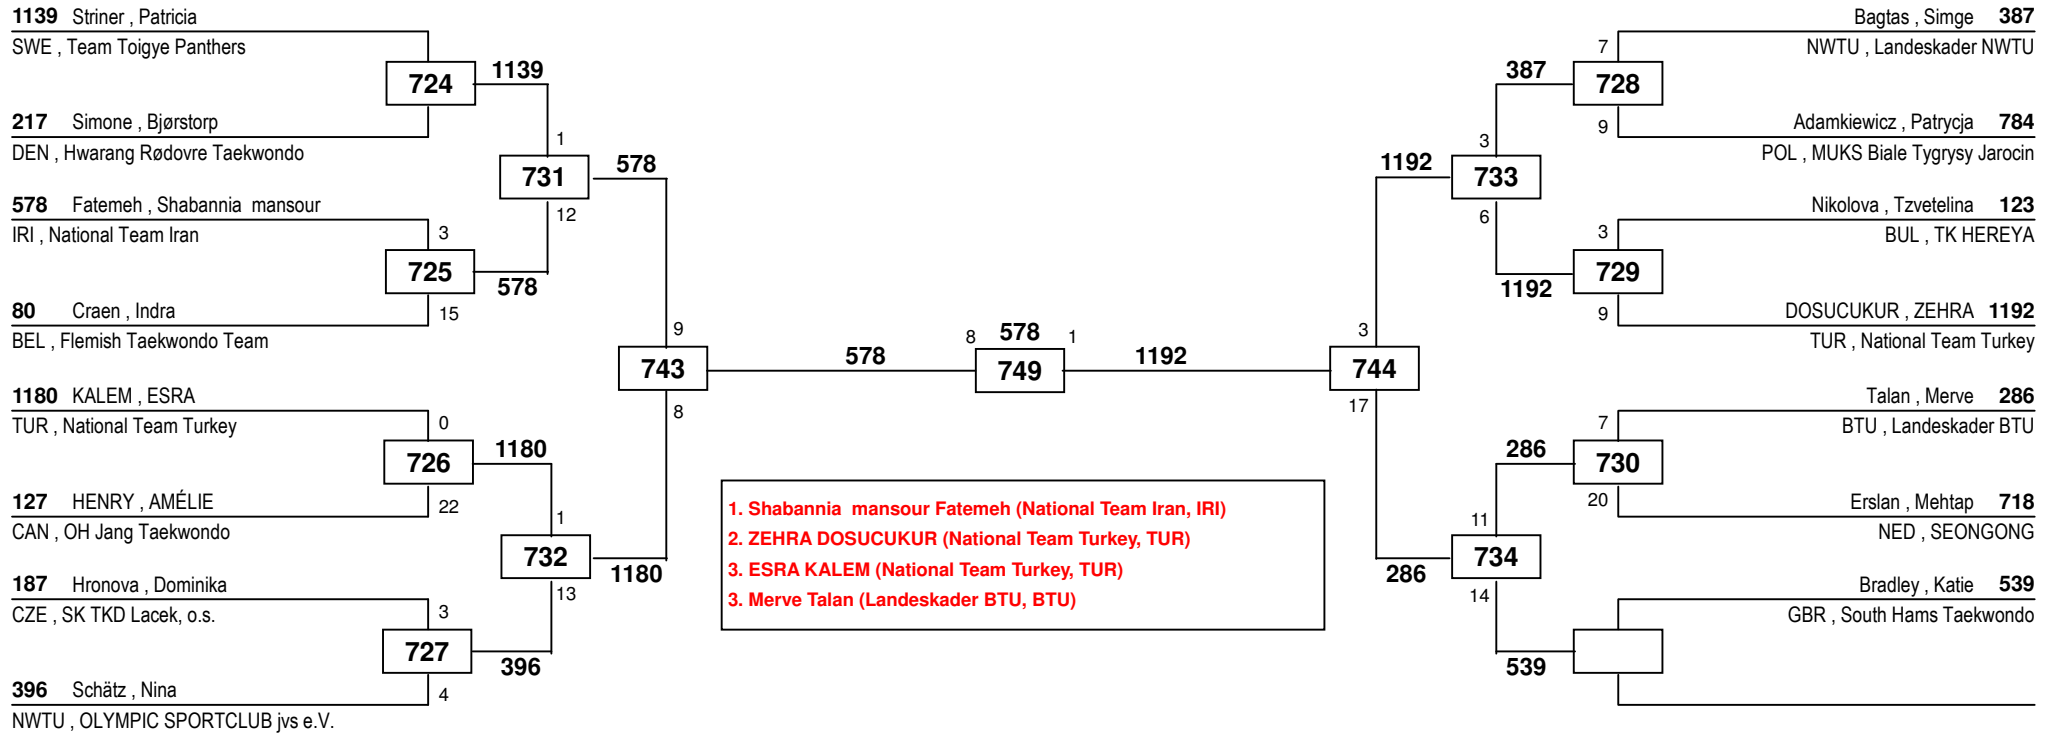 1139 Striner , Patricia
SWE , Team Toigye Panthers
724
1139
217 Simone , Bjørstorp
DEN , Hwarang Rødovre Taekwondo
1
731
578
12
578 Fatemeh , Shabannia mansour
IRI , National Team Iran
3
725
578
15
80 Craen , Indra
BEL , Flemish Taekwondo Team
9
743
578
8
1180 KALEM , ESRA
TUR , National Team Turkey
0
726
1180
22
127 HENRY , AMÉLIE
CAN , OH Jang Taekwondo
1
732
1180
13
187 Hronova , Dominika
CZE , SK TKD Lacek, o.s.
3
727
396
4
396 Schätz , Nina
NWTU , OLYMPIC SPORTCLUB jvs e.V.
8 578 1
749
1192
1. Shabannia mansour Fatemeh (National Team Iran, IRI)
2. ZEHRA DOSUCUKUR (National Team Turkey, TUR)
3. ESRA KALEM (National Team Turkey, TUR)
3. Merve Talan (Landeskader BTU, BTU)
Bagtas , Simge 387
NWTU , Landeskader NWTU
7
387
728
9
Adamkiewicz , Patrycja 784
POL , MUKS Biale Tygrysy Jarocin
3
1192
733
6
Nikolova , Tzvetelina 123
BUL , TK HEREYA
3
729
1192
9
DOSUCUKUR , ZEHRA 1192
TUR , National Team Turkey
3
744
17
Talan , Merve 286
BTU , Landeskader BTU
7
286
730
20
Erslan , Mehtap 718
NED , SEONGONG
11
734
286
14
Bradley , Katie 539
GBR , South Hams Taekwondo
539